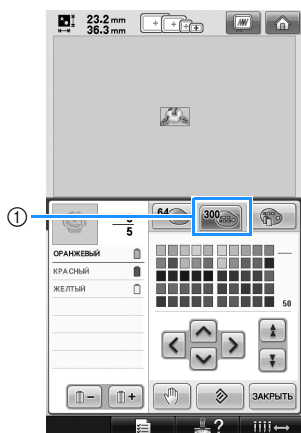 23.2 mm
36.3 mm
①
64
300
5
ОРАНЖЕВЫЙ
КРАСНЫЙ
ЖЕЛТЫЙ
50
ЗАКРЫТЬ
?